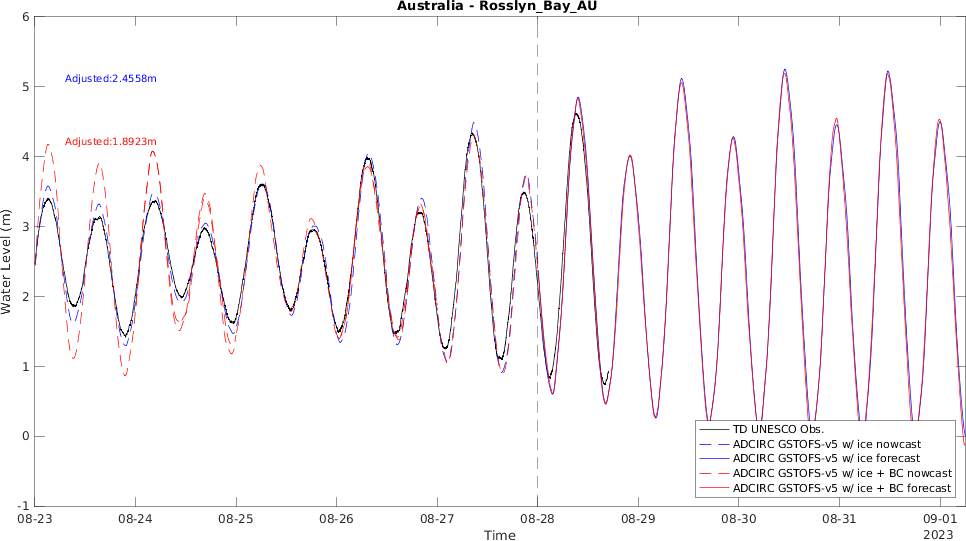 Australia - Rosslyn_Bay_AU
6
5
4
3
2
1
0
-1
Water Level (m)
Adjusted:2.4558m
Adjusted:1.8923m
TD UNESCO Obs.
ADCIRC GSTOFS-v5 w/ ice nowcast
ADCIRC GSTOFS-v5 w/ ice forecast
ADCIRC GSTOFS-v5 w/ ice + BC nowcast
ADCIRC GSTOFS-v5 w/ ice + BC forecast
08-23 08-24 08-25 08-26 08-27 08-28 08-29 08-30 08-31 09-01
2023
Time